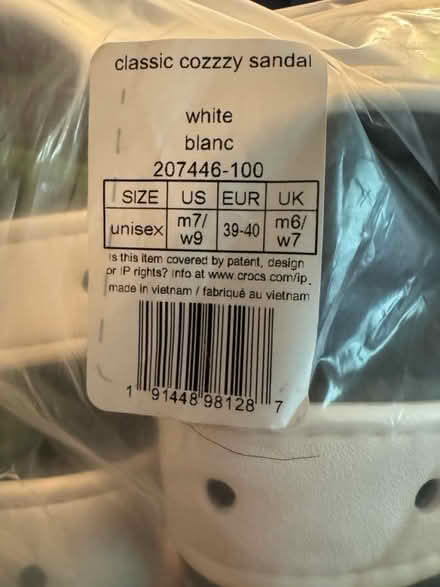 classic cozzzy sandal
white
blanc
207446-100
SIZE US EUR UK
unisex m7/ w9 39-40 m6/ w7
Is this item covered by patent, design
or IP rights? Info at www.crocs.com/ip.
made in vietnam / fabriqué au vietnam
1 91448 98128 7